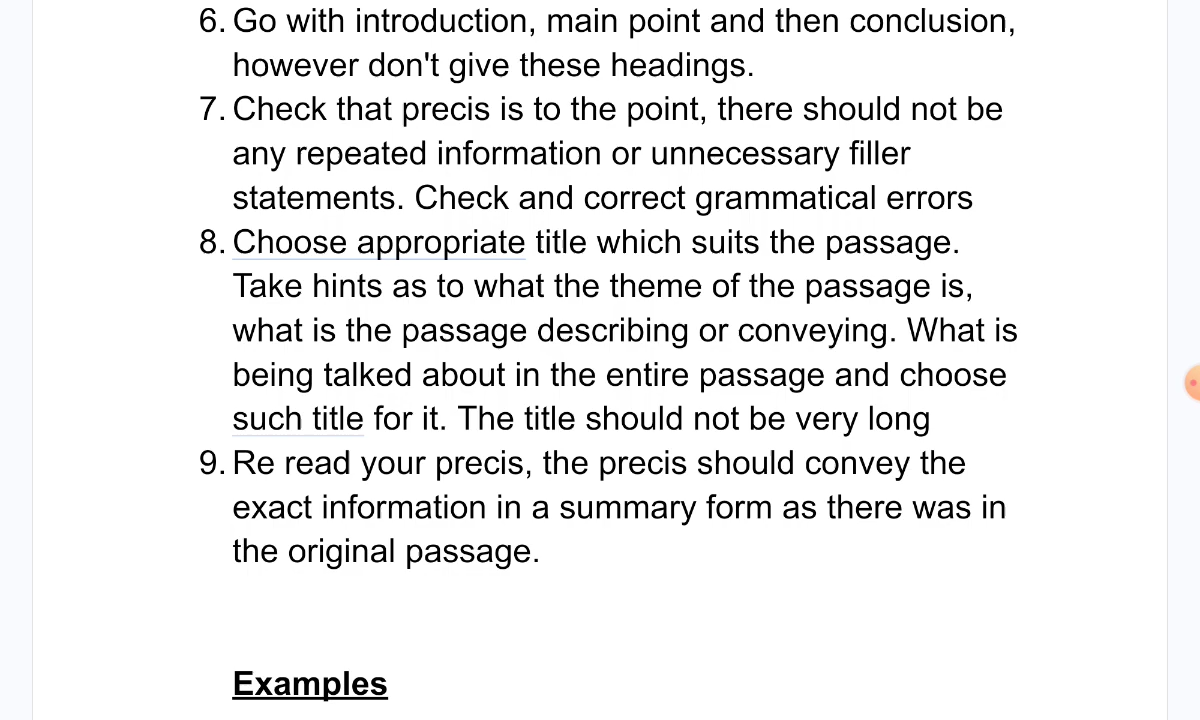 6. Go with introduction, main point and then conclusion,
however don't give these headings.
7. Check that precis is to the point, there should not be
any repeated information or unnecessary filler
statements. Check and correct grammatical errors
8. Choose appropriate title which suits the passage.
Take hints as to what the theme of the passage is,
what is the passage describing or conveying. What is
being talked about in the entire passage and choose
such title for it. The title should not be very long
9. Re read your precis, the precis should convey the
exact information in a summary form as there was in
the original passage.
Examples